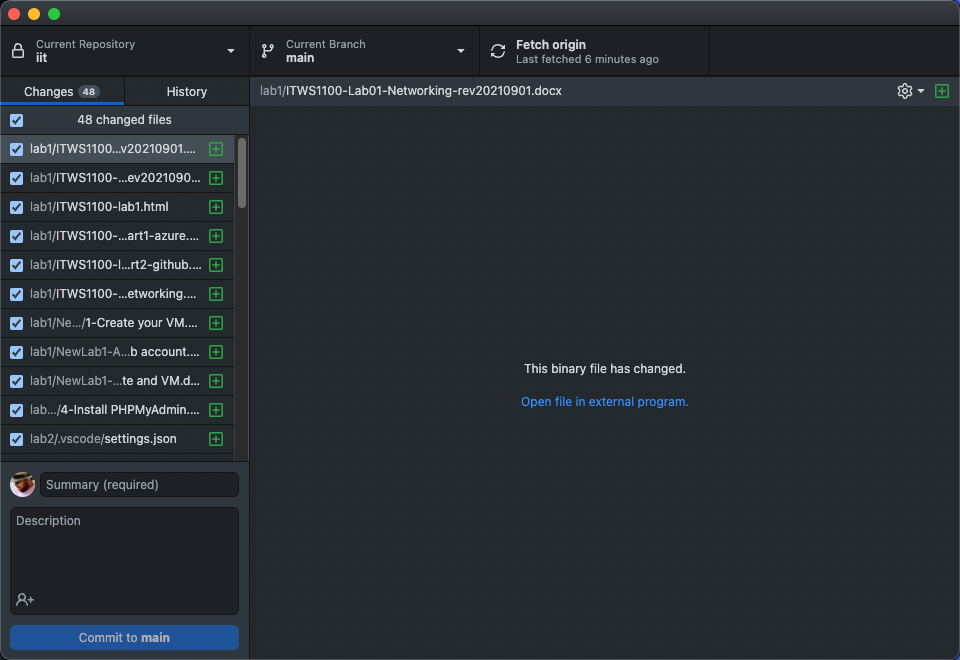 Current Repository
iit
Current Branch
main
Fetch origin
Last fetched 6 minutes ago
Changes 48
History
lab1/ITWS1100-Lab01-Networking-rev20210901.docx
48 changed files
lab1/ITWS1100...v20210901....
lab1/ITWS1100-...ev2021090...
lab1/ITWS1100-lab1.html
lab1/ITWS1100-...art1-azure....
lab1/ITWS1100-l...rt2-github....
lab1/ITWS1100-...etworking....
lab1/Ne.../1-Create your VM....
lab1/NewLab1-A...b account....
lab1/NewLab1-...te and VM.d...
lab.../4-Install PHPMyAdmin....
lab2/.vscode/settings.json
This binary file has changed.
Open file in external program.
Summary (required)
Description
Commit to main